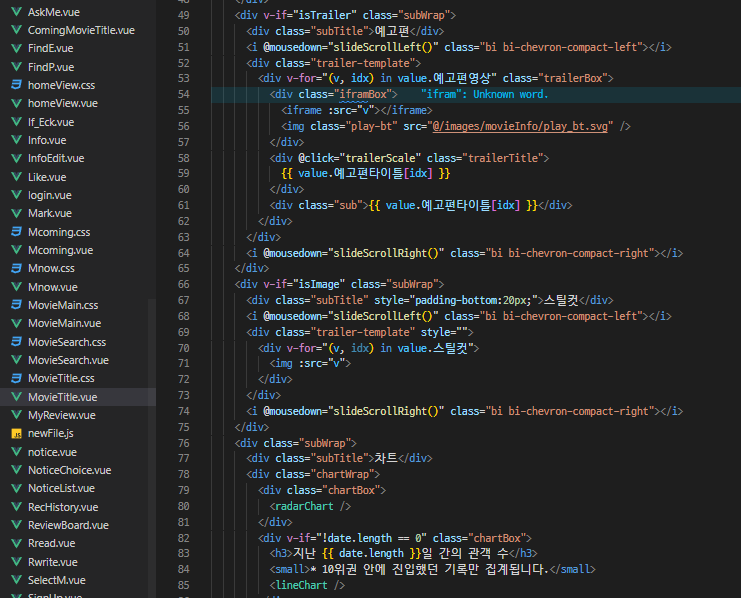 AskMe.vue
ComingMovieTitle.vue
FindE.vue
FindP.vue
homeView.css
homeView.vue
If_Eck.vue
Info.vue
InfoEdit.vue
Like.vue
login.vue
Mark.vue
Mcoming.css
Mcoming.vue
Mnow.css
Mnow.vue
MovieMain.css
MovieMain.vue
MovieSearch.css
MovieSearch.vue
MovieTitle.css
MovieTitle.vue
MyReview.vue
JS newFile.js
notice.vue
NoticeChoice.vue
NoticeList.vue
RecHistory.vue
ReviewBoard.vue
Rread.vue
Rwrite.vue
SelectM.vue
SignUp.vue
49 <div v-if="isTrailer" class="subWrap">
50 <div class="subTitle">예고편</div>
51 <i @mousedown="slideScrollLeft()" class="bi bi-chevron-compact-left"></i>
52 <div class="trailer-template">
53 <div v-for="(v, idx) in value.예고편영상" class="trailerBox">
54 <div class="iframBox"> "ifram": Unknown word.
55 <iframe :src="v"></iframe>
56 <img class="play-bt" src="@/images/movieInfo/play_bt.svg" />
57 </div>
58 <div @click="trailerScale" class="trailerTitle">
59 {{ value.예고편타이틀[idx] }}
60 </div>
61 <div class="sub">{{ value.예고편타이틀[idx] }}</div>
62 </div>
63 </div>
64 <i @mousedown="slideScrollRight()" class="bi bi-chevron-compact-right"></i>
65 </div>
66 <div v-if="isImage" class="subWrap">
67 <div class="subTitle" style="padding-bottom:20px;">스틸컷</div>
68 <i @mousedown="slideScrollLeft()" class="bi bi-chevron-compact-left"></i>
69 <div class="trailer-template" style="">
70 <div v-for="(v, idx) in value.스틸컷">
71 <img :src="v">
72 </div>
73 </div>
74 <i @mousedown="slideScrollRight()" class="bi bi-chevron-compact-right"></i>
75 </div>
76 <div class="subWrap">
77 <div class="subTitle">차트</div>
78 <div class="chartWrap">
79 <div class="chartBox">
80 <radarChart />
81 </div>
82 <div v-if="!date.length == 0" class="chartBox">
83 <h3>지난 {{ date.length }}일 간의 관객 수</h3>
84 <small>* 10위권 안에 진입했던 기록만 집계됩니다.</small>
85 <lineChart />